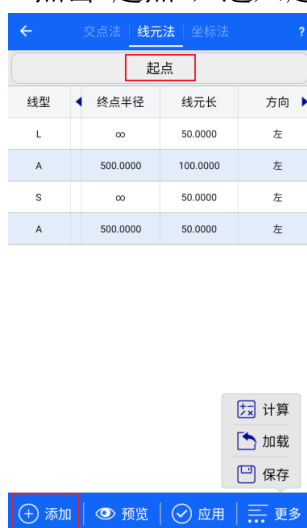 交点法 线元法 坐标法 ?
起点
线型 终点半径 线元长 方向
L ∞ 50.0000 左
A 500.0000 100.0000 左
S ∞ 50.0000 左
A 500.0000 50.0000 左
计算
加载
保存
添加 预览 应用 更多